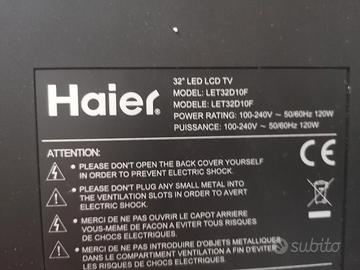 Haier
32" LED LCD TV
MODEL: LET32D10F
MODELE: LET32D10F
POWER RATING: 100-240V ~ 50/60Hz 120W
PUISSANCE: 100-240V ~ 50/60Hz 120W
ATTENTION:
CE
• PLEASE DON'T OPEN THE BACK COVER YOURSELF
IN ORDER TO PREVENT ELECTRIC SHOCK.
• PLEASE DON'T PLUG ANY SMALL METAL INTO
THE VENTILATION SLOTS IN ORDER TO AVERT
ELECTRIC SHOCK.
• MERCI DE NE PAS OUVRIR LE CAPOT ARRIERE
VOUS-MEME DE FACON A EVITER TOUS RISQUES
DE CHOCS ELECTRIQUES.
• MERCI DE NE PAS INTRODUIRE D'OBJETS METALLIQUES
DANS LE COMPARTIMENT VENTILATION A FIN D'EVITER
LES RISQUES DE CHOCS ELECTRIQUES.
subito